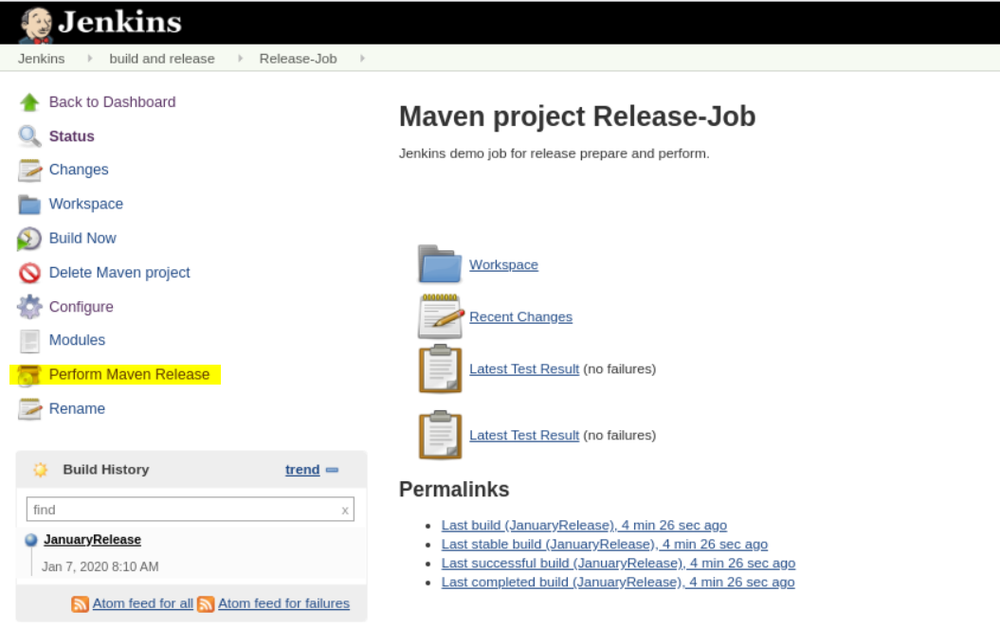 Jenkins
Jenkins build and release Release-Job
Back to Dashboard
Status
Changes
Workspace
Build Now
Delete Maven project
Configure
Modules
Perform Maven Release
Rename
Build History trend
find x
JanuaryRelease
Jan 7, 2020 8:10 AM
Atom feed for all Atom feed for failures
Maven project Release-Job
Jenkins demo job for release prepare and perform.
Workspace
Recent Changes
Latest Test Result (no failures)
Latest Test Result (no failures)
Permalinks
Last build (JanuaryRelease), 4 min 26 sec ago
Last stable build (JanuaryRelease), 4 min 26 sec ago
Last successful build (JanuaryRelease), 4 min 26 sec ago
Last completed build (JanuaryRelease), 4 min 26 sec ago